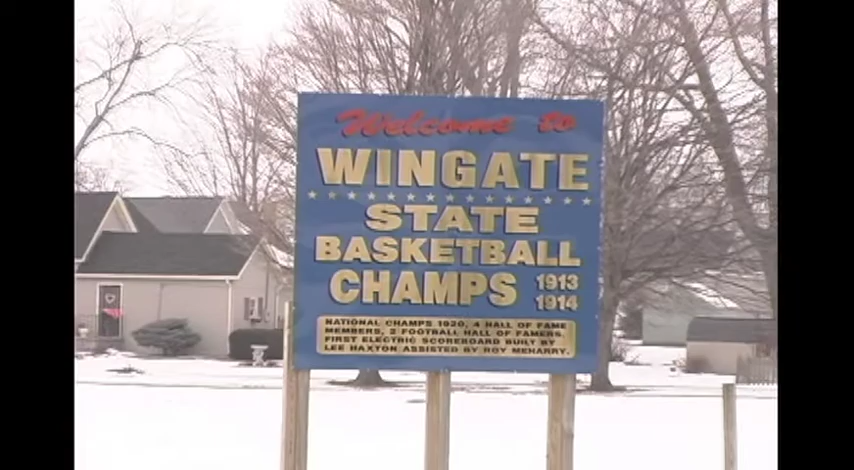 Welcome to
WINGATE
STATE
BASKETBALL
CHAMPS 1913
1914
NATIONAL CHAMPS 1920, 4 HALL OF FAME
MEMBERS, 2 FOOTBALL HALL OF FAMERS.
FIRST ELECTRIC SCOREBOARD BUILT BY
LEE HAXTON ASSISTED BY ROY MEHARRY.